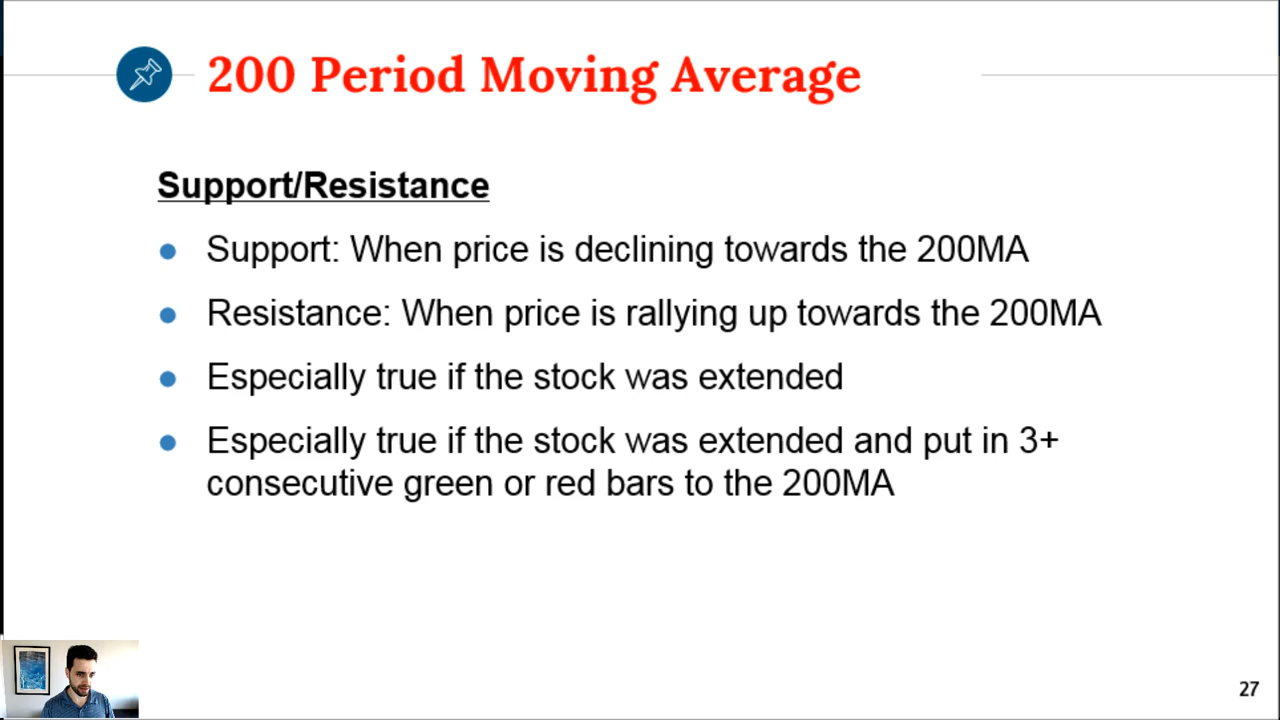 200 Period Moving Average
Support/Resistance
Support: When price is declining towards the 200MA
Resistance: When price is rallying up towards the 200MA
Especially true if the stock was extended
Especially true if the stock was extended and put in 3+
consecutive green or red bars to the 200MA
27